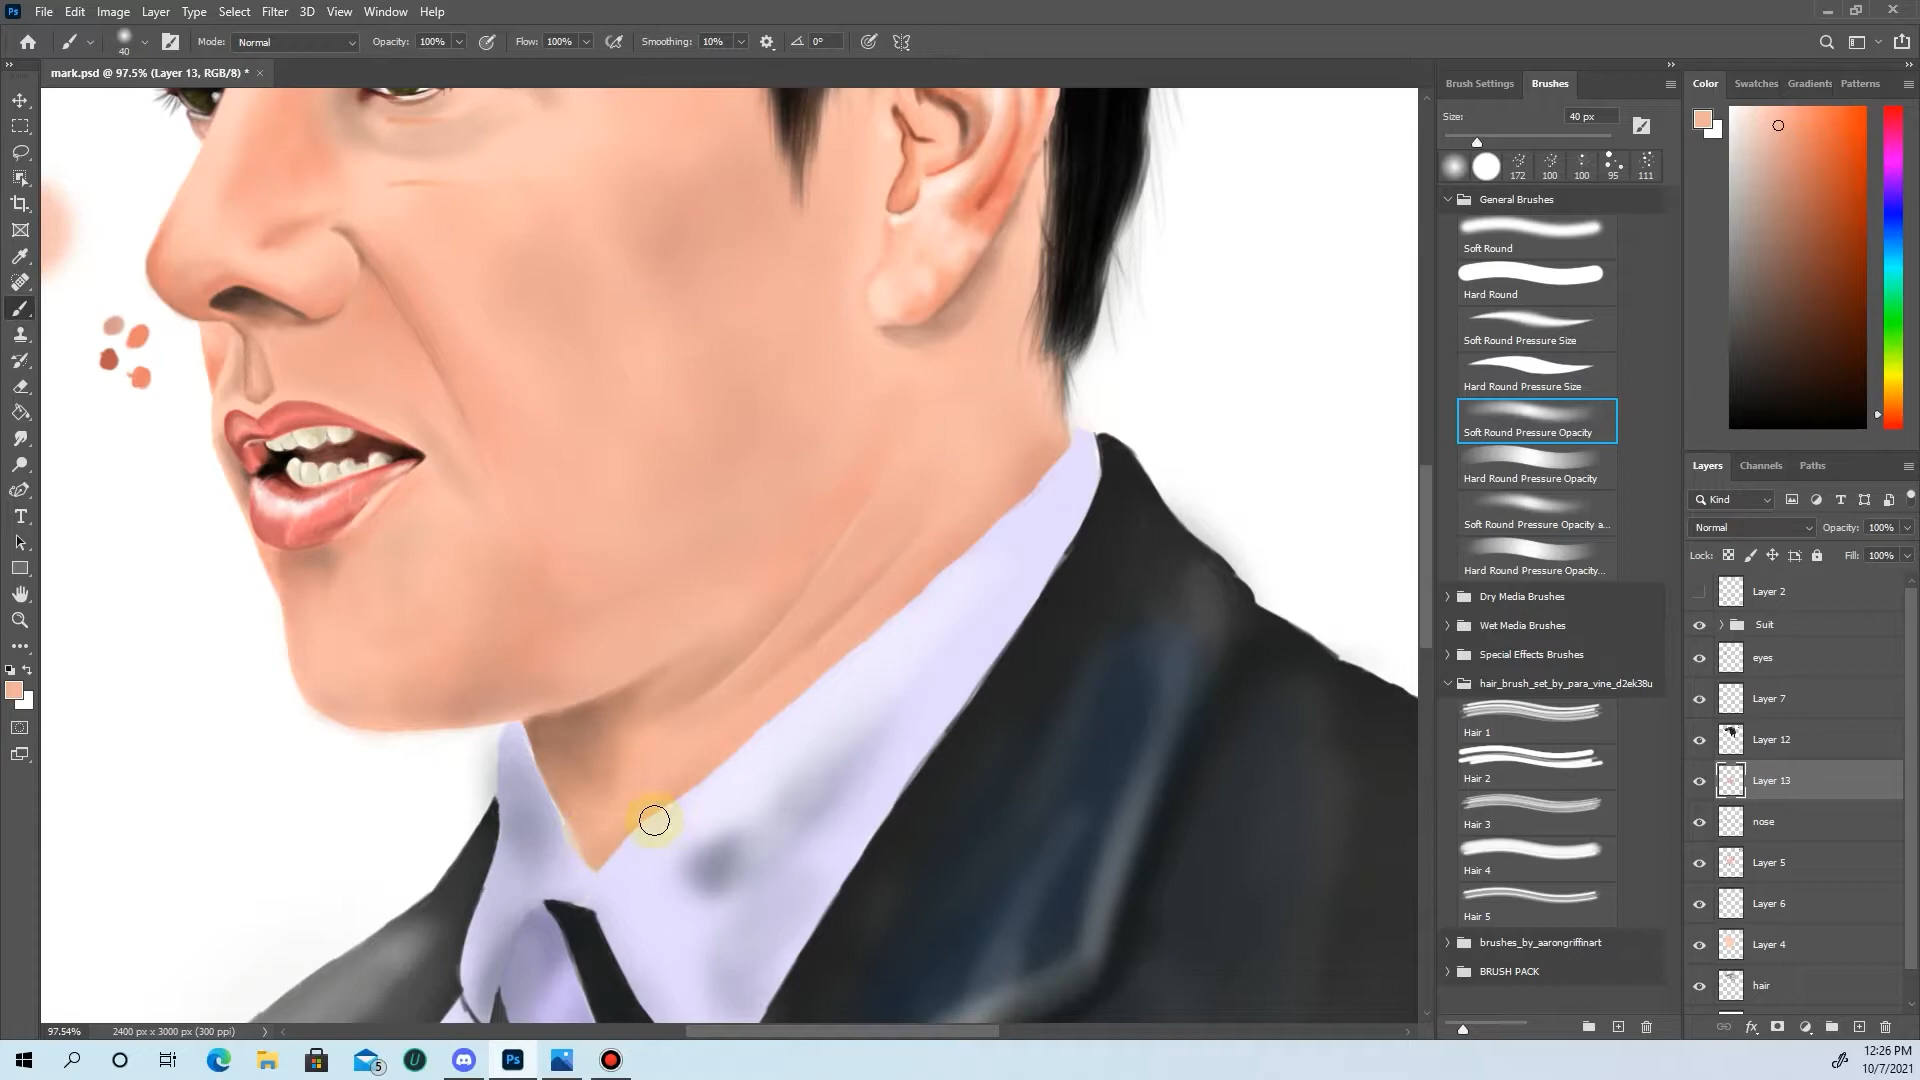 Ps File Edit Image Layer Type Select Filter 3D View Window Help
40 Mode: Normal Opacity: 100% Flow: 100% Smoothing: 10% 0°
mark.psd @ 97.5% (Layer 13, RGB/8) *
Brush Settings Brushes
Size: 40 px
172 100 100 95 111
General Brushes
Soft Round
Hard Round
Soft Round Pressure Size
Hard Round Pressure Size
Soft Round Pressure Opacity
Hard Round Pressure Opacity
Soft Round Pressure Opacity a...
Hard Round Pressure Opacity...
Dry Media Brushes
Wet Media Brushes
Special Effects Brushes
hair_brush_set_by_para_vine_d2ek38u
Hair 1
Hair 2
Hair 3
Hair 4
Hair 5
brushes_by_aarongriffinart
BRUSH PACK
Color Swatches Gradients Patterns
Layers Channels Paths
Kind
Normal Opacity: 100%
Lock: Fill: 100%
Layer 2
Suit
eyes
Layer 7
Layer 12
Layer 13
nose
Layer 5
Layer 6
Layer 4
hair
97.54% 2400 px x 3000 px (300 ppi)
5
Ps
12:26 PM
10/7/2021